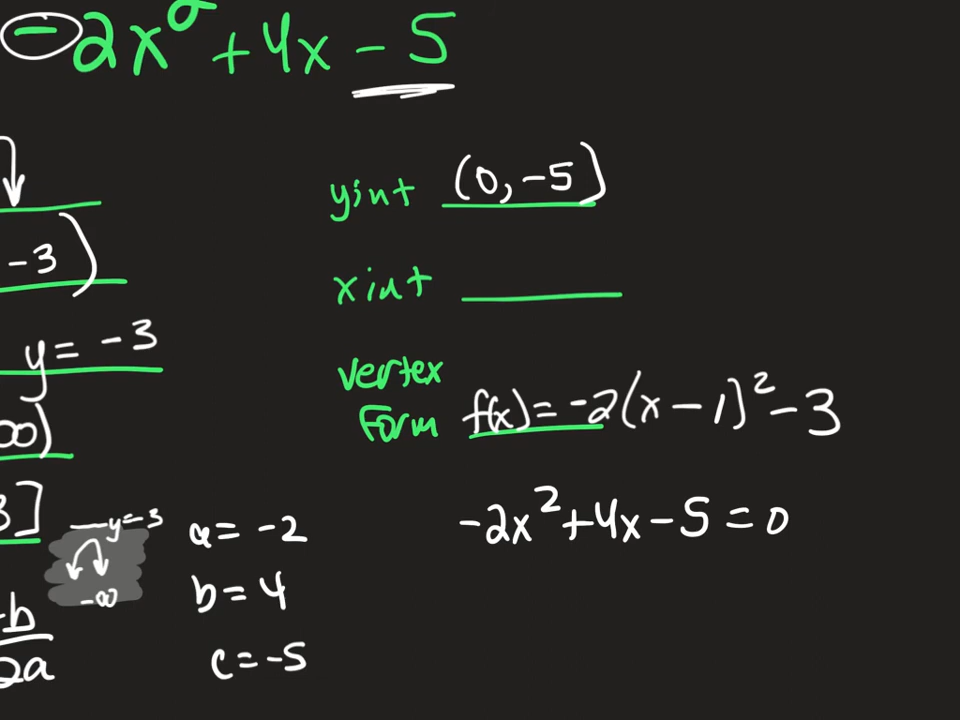 -2x² + 4x - 5
yint (0, -5)
-3)
xint
y = -3
vertex
Form f(x) = -2(x - 1)² - 3
∞)
3]
y=-3
-∞
a = -2
-2x² + 4x - 5 = 0
b = 4
-b
2a
c = -5